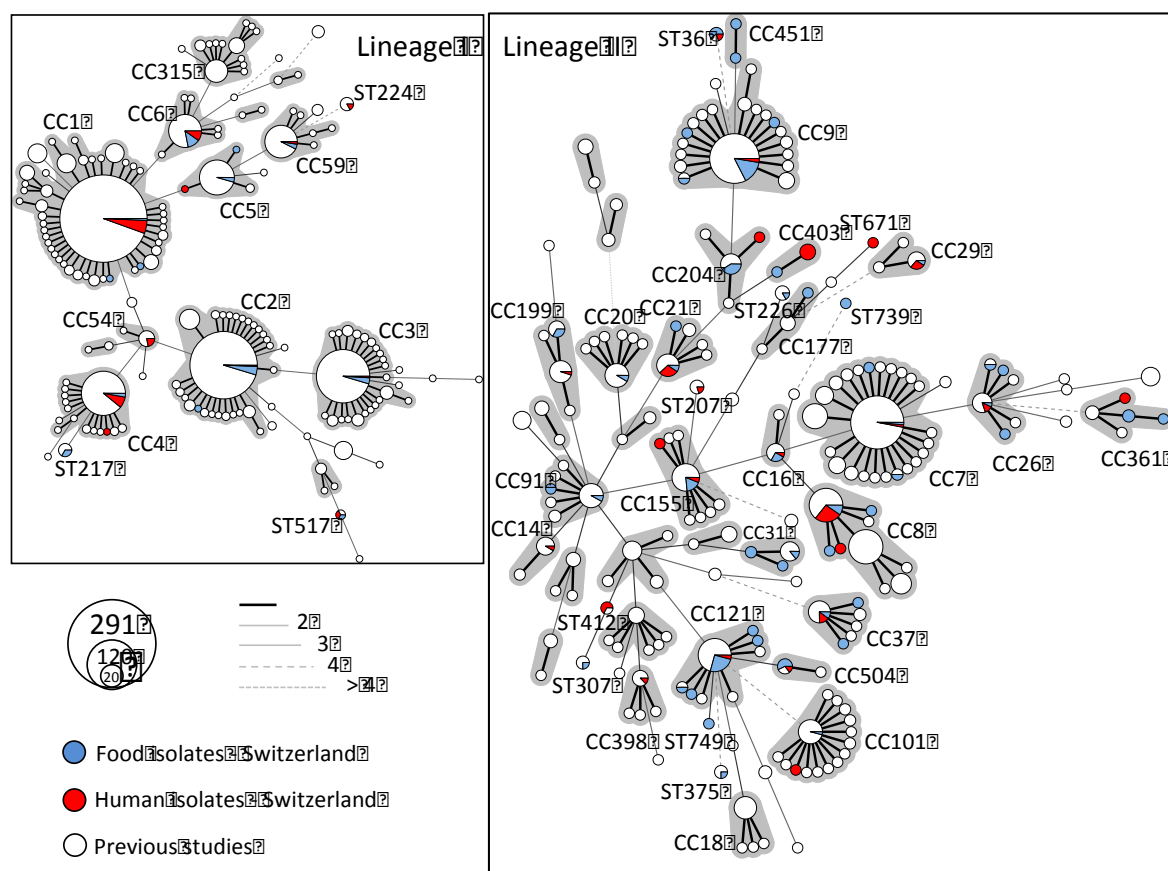 Lineage I
CC315
ST224
CC6
CC1
CC59
CC5
CC2
CC3
CC54
CC4
ST217
ST517
Lineage II
ST36
CC451
CC9
CC403
ST671
CC29
CC204
ST226
ST739
CC199
CC20
CC21
CC177
ST207
CC91
CC155
CC16
CC7
CC26
CC361
CC14
CC31
CC8
ST412
CC121
CC37
ST307
CC504
CC398
ST749
CC101
ST375
CC18
291
120
20
2
3
4
> 4
Food isolates - Switzerland
Human isolates - Switzerland
Previous studies